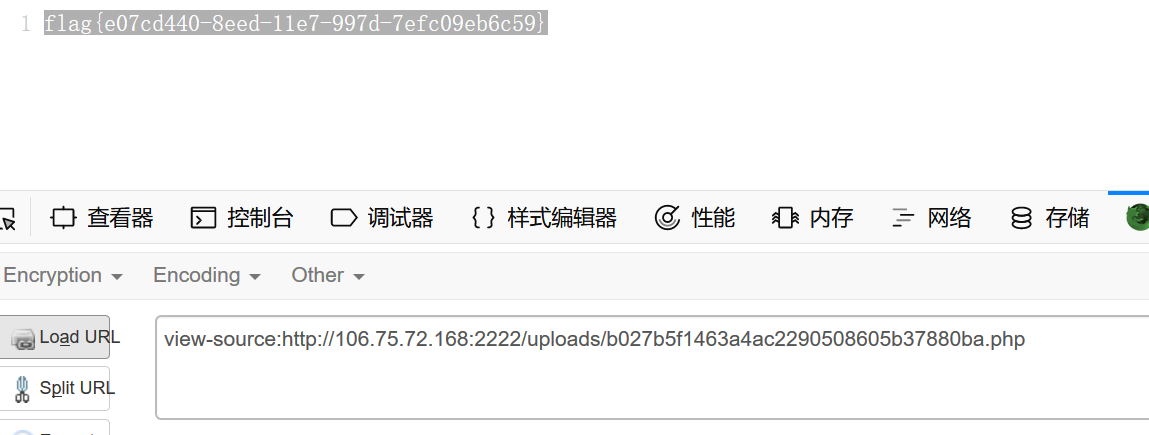 1 flag{e07cd440-8eed-11e7-997d-7efc09eb6c59}
查看器 控制台 调试器 {} 样式编辑器 性能 内存 网络 存储
Encryption Encoding Other
Load URL view-source:http://106.75.72.168:2222/uploads/b027b5f1463a4ac2290508605b37880ba.php
Split URL